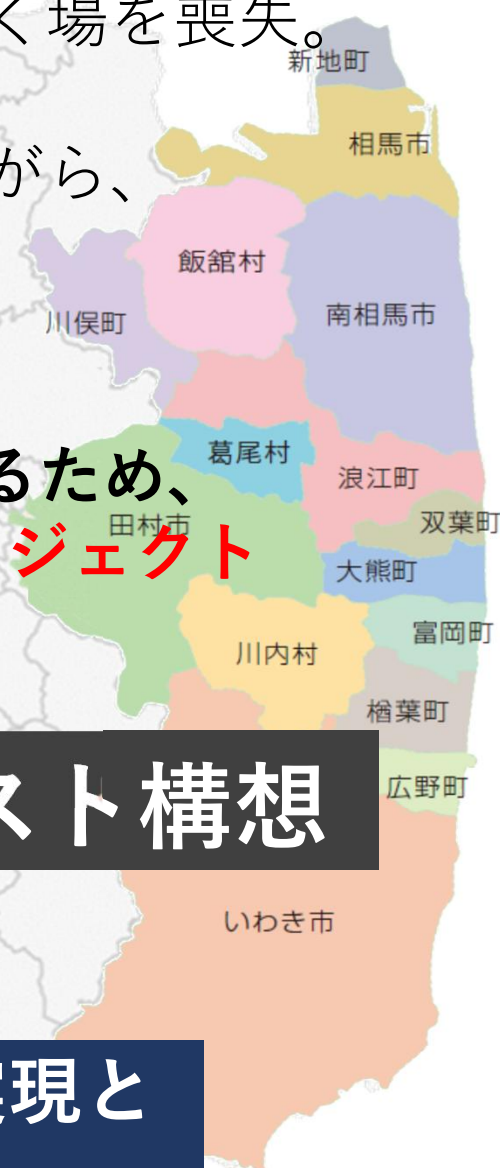 く場を喪失。
新地町
相馬市
がら、
飯舘村
南相馬市
川俣町
葛尾村
るため、
浪江町
田村市
双葉町
ジェクト
大熊町
富岡町
川内村
楢葉町
スト構想
広野町
いわき市
実現と